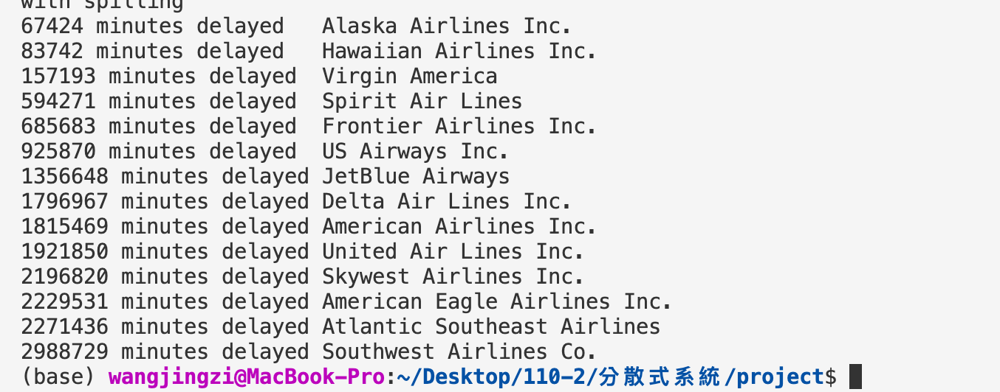 with spilling
67424 minutes delayed   Alaska Airlines Inc.
83742 minutes delayed   Hawaiian Airlines Inc.
157193 minutes delayed  Virgin America
594271 minutes delayed  Spirit Air Lines
685683 minutes delayed  Frontier Airlines Inc.
925870 minutes delayed  US Airways Inc.
1356648 minutes delayed JetBlue Airways
1796967 minutes delayed Delta Air Lines Inc.
1815469 minutes delayed American Airlines Inc.
1921850 minutes delayed United Air Lines Inc.
2196820 minutes delayed Skywest Airlines Inc.
2229531 minutes delayed American Eagle Airlines Inc.
2271436 minutes delayed Atlantic Southeast Airlines
2988729 minutes delayed Southwest Airlines Co.
(base) wangjingzi@MacBook-Pro:~/Desktop/110-2/分散式系統/project$